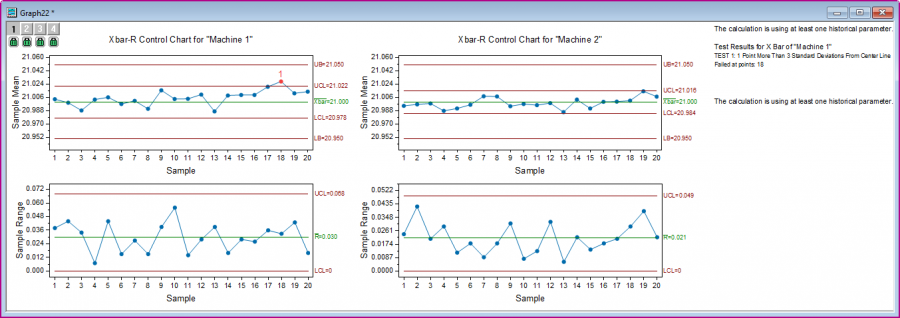 Graph22 *
1 2 3 4
Xbar-R Control Chart for "Machine 1"
Sample Mean
21.060
21.042
21.024
21.006
20.988
20.970
20.952
UB=21.050
1
UCL=21.022
Xbar=21.000
LCL=20.978
LB=20.950
1 2 3 4 5 6 7 8 9 10 11 12 13 14 15 16 17 18 19 20
Sample
Xbar-R Control Chart for "Machine 2"
Sample Mean
21.060
21.042
21.024
21.006
20.988
20.970
20.952
UB=21.050
UCL=21.016
Xbar=21.000
LCL=20.984
LB=20.950
1 2 3 4 5 6 7 8 9 10 11 12 13 14 15 16 17 18 19 20
Sample
The calculation is using at least one historical parameter.
Test Results for X Bar of "Machine 1"
TEST 1: 1 Point More Than 3 Standard Deviations From Center Line
Failed at points: 18
The calculation is using at least one historical parameter.
Sample Range
0.072
0.060
0.048
0.036
0.024
0.012
0.000
UCL=0.068
R=0.030
LCL=0
1 2 3 4 5 6 7 8 9 10 11 12 13 14 15 16 17 18 19 20
Sample
Sample Range
0.0522
0.0435
0.0348
0.0261
0.0174
0.0087
0.0000
UCL=0.049
R=0.021
LCL=0
1 2 3 4 5 6 7 8 9 10 11 12 13 14 15 16 17 18 19 20
Sample